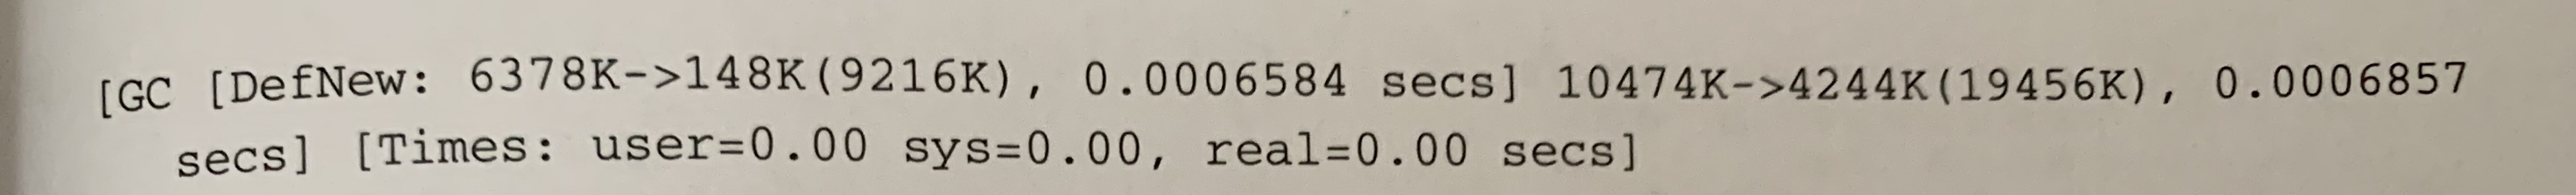 [GC [DefNew: 6378K->148K(9216K), 0.0006584 secs] 10474K->4244K(19456K), 0.0006857
secs] [Times: user=0.00 sys=0.00, real=0.00 secs]